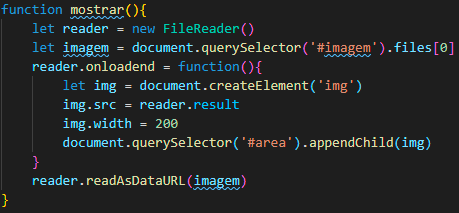 function mostrar(){
    let reader = new FileReader()
    let imagem = document.querySelector('#imagem').files[0]
    reader.onloadend = function(){
        let img = document.createElement('img')
        img.src = reader.result
        img.width = 200
        document.querySelector('#area').appendChild(img)
    }
    reader.readAsDataURL(imagem)
}